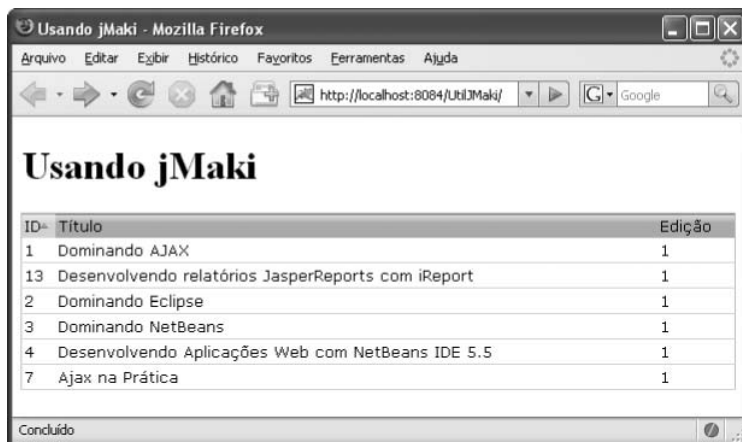 Usando jMaki - Mozilla Firefox
Arquivo Editar Exibir Histórico Favoritos Ferramentas Ajuda
http://localhost:8084/UtilJMaki/ G Google
Usando jMaki
ID Título Edição
1 Dominando AJAX 1
13 Desenvolvendo relatórios JasperReports com iReport 1
2 Dominando Eclipse 1
3 Dominando NetBeans 1
4 Desenvolvendo Aplicações Web com NetBeans IDE 5.5 1
7 Ajax na Prática 1
Concluído